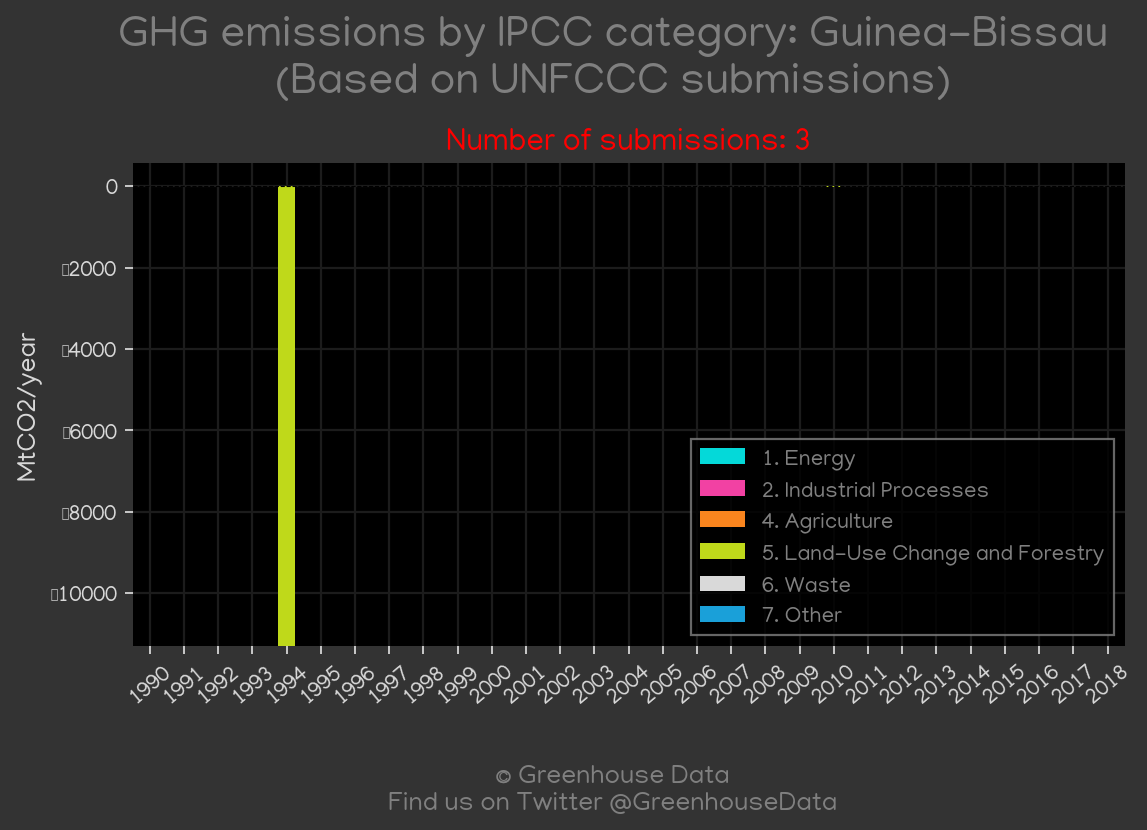 GHG emissions by IPCC category: Guinea-Bissau
(Based on UNFCCC submissions)
Number of submissions: 3
MtCO2/year
0
▯2000
▯4000
▯6000
▯8000
▯10000
1. Energy
2. Industrial Processes
4. Agriculture
5. Land-Use Change and Forestry
6. Waste
7. Other
1990 1991 1992 1993 1994 1995 1996 1997 1998 1999 2000 2001 2002 2003 2004 2005 2006 2007 2008 2009 2010 2011 2012 2013 2014 2015 2016 2017 2018
© Greenhouse Data
Find us on Twitter @GreenhouseData